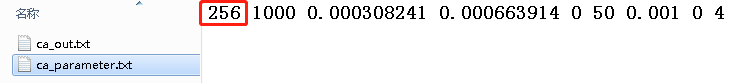 名称
256 1000 0.000308241 0.000663914 0 50 0.001 0 4
ca_out.txt
ca_parameter.txt